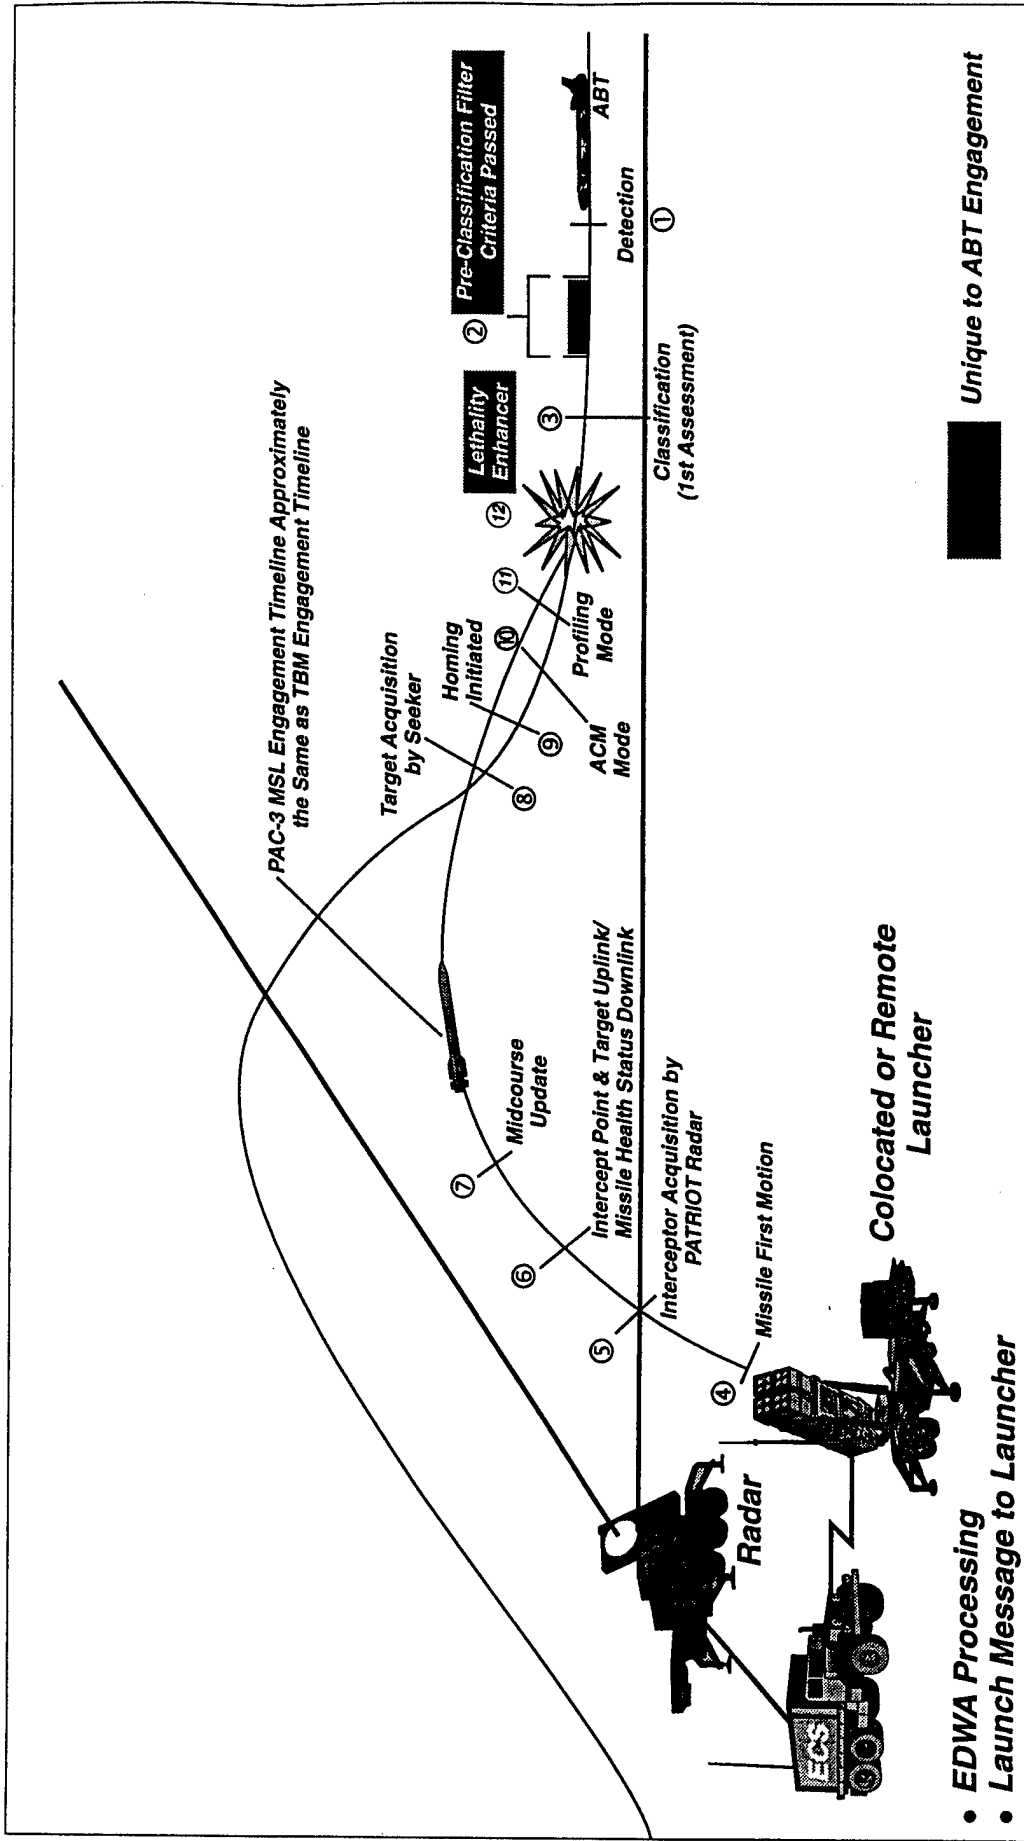 PAC-3 MSL Engagement Timeline Approximately
the Same as TBM Engagement Timeline
Target Acquisition
by Seeker
Homing
Initiated
② Pre-Classification Filter
Criteria Passed
Lethality
Enhancer
⑫
③
⑪
⑩
⑨
⑧
Profiling
Mode
ACM
Mode
ABT
Detection
①
Classification
(1st Assessment)
⑦
Midcourse
Update
⑥
Intercept Point & Target Uplink/
Missile Health Status Downlink
⑤
Interceptor Acquisition by
PATRIOT Radar
④
Missile First Motion
Radar
ECS
Colocated or Remote
Launcher
• EDWA Processing
• Launch Message to Launcher
Unique to ABT Engagement